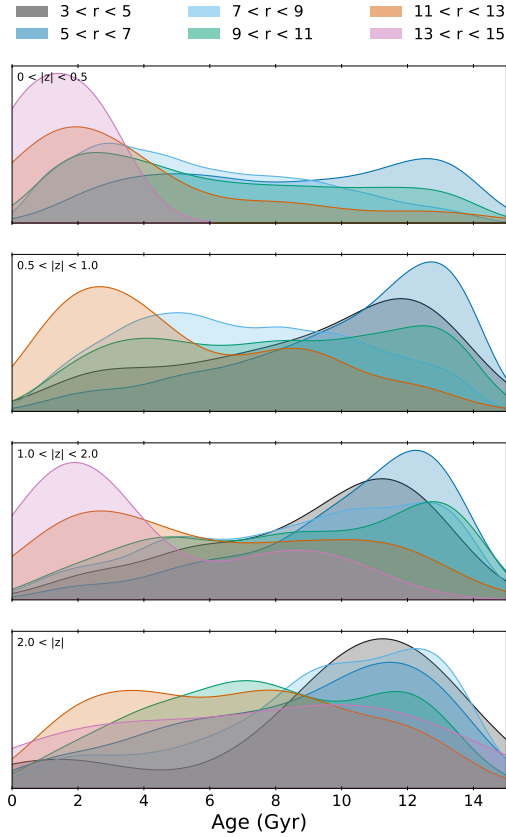 3 < r < 5 7 < r < 9 11 < r < 13
5 < r < 7 9 < r < 11 13 < r < 15
0 < |z| < 0.5
0.5 < |z| < 1.0
1.0 < |z| < 2.0
2.0 < |z|
0 2 4 6 8 10 12 14
Age (Gyr)